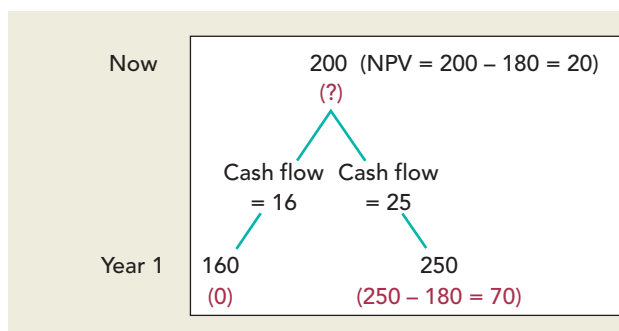 Now 200 (NPV = 200 – 180 = 20)
(?)
Cash flow Cash flow
= 16 = 25
Year 1 160 250
(0) (250 – 180 = 70)